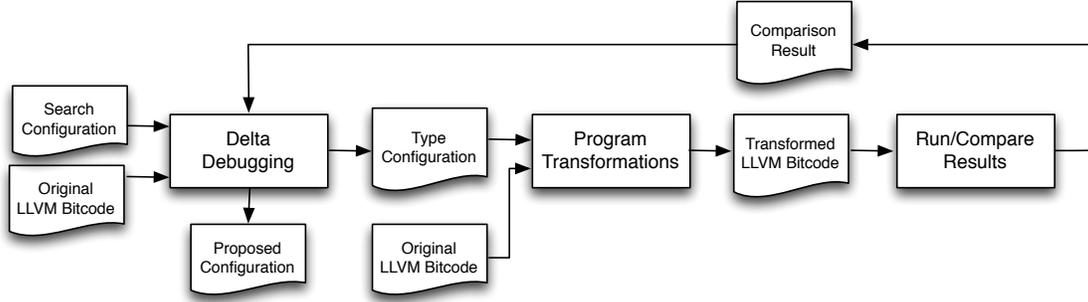 Comparison
Result
Search
Configuration
Original
LLVM Bitcode
Delta
Debugging
Proposed
Configuration
Type
Configuration
Original
LLVM Bitcode
Program
Transformations
Transformed
LLVM Bitcode
Run/Compare
Results